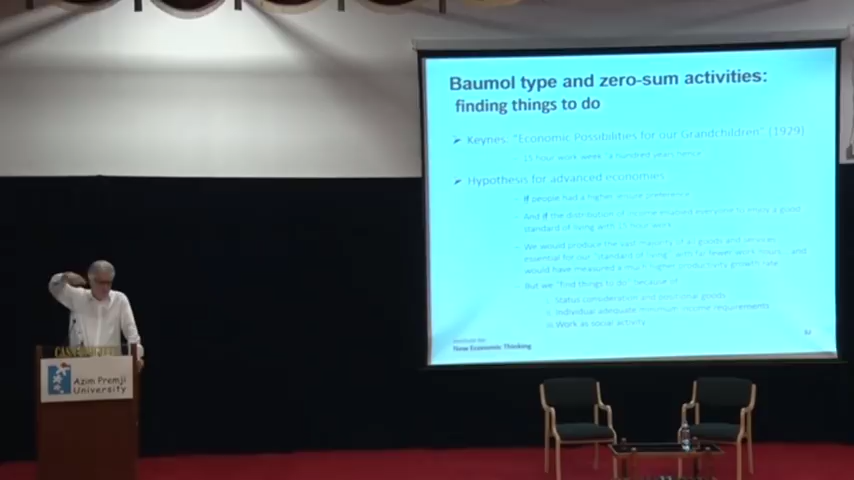 Baumol type and zero-sum activities:
finding things to do
Keynes: "Economic Possibilities for our Grandchildren" (1929)
15 hour work week "a hundred years hence"
Hypothesis for advanced economies
If people had a higher leisure preference
And if the distribution of income enabled everyone to enjoy a good
standard of living with 15 hour work
We would produce the vast majority of all goods and services
essential for our "standard of living" with far fewer work hours and
would have measured a much higher productivity growth rate
But we "find things to do" because of
Status consideration and positional goods
ii. Individual adequate minimum income requirements
iii. Work as social activity
New Economic Thinking
Azim Premji
University